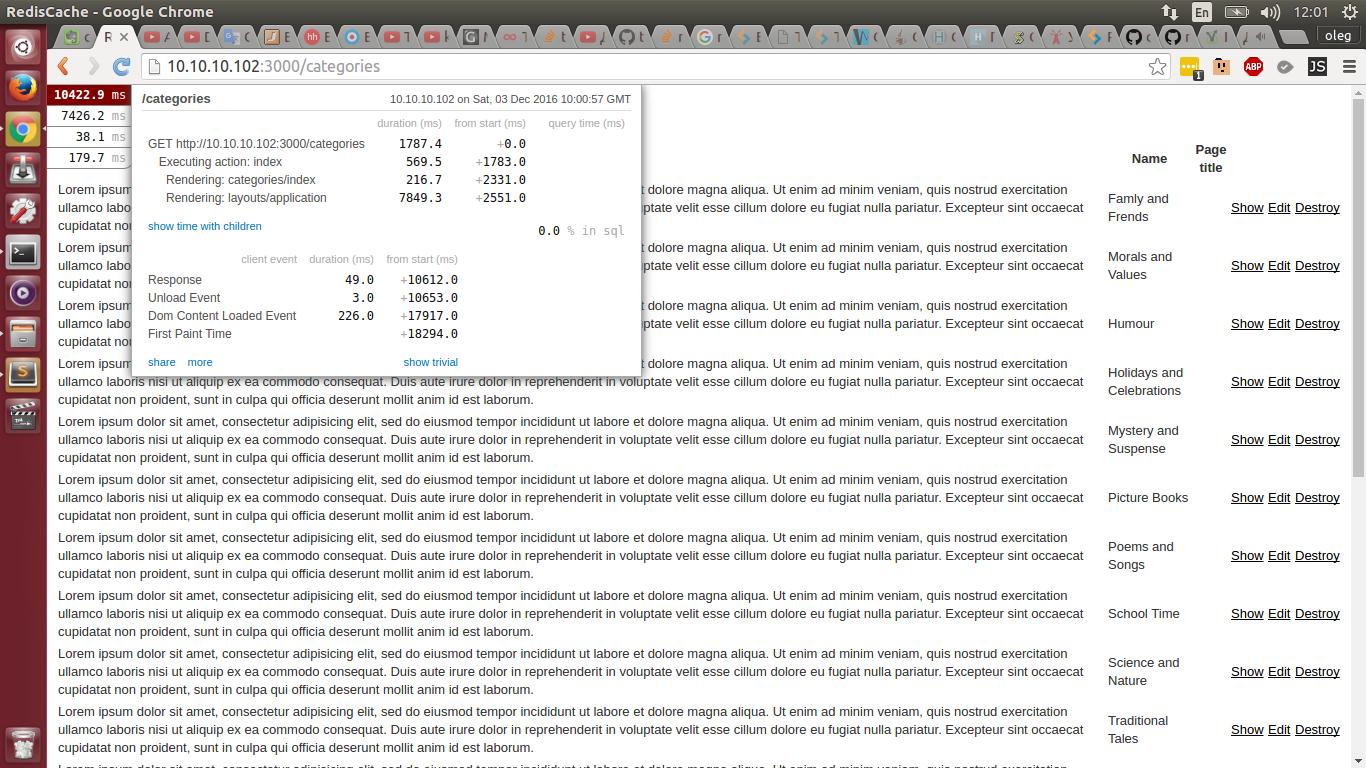 RedisCache - Google Chrome
En
12:01
oleg
10.10.10.102:3000/categories
1
ABP
JS
10422.9 ms
7426.2 ms
38.1 ms
179.7 ms
/categories 10.10.10.102 on Sat, 03 Dec 2016 10:00:57 GMT
duration (ms) from start (ms) query time (ms)
GET http://10.10.10.102:3000/categories 1787.4 +0.0
Executing action: index 569.5 +1783.0
Rendering: categories/index 216.7 +2331.0
Rendering: layouts/application 7849.3 +2551.0
show time with children
0.0 % in sql
client event duration (ms) from start (ms)
Response 49.0 +10612.0
Unload Event 3.0 +10653.0
Dom Content Loaded Event 226.0 +17917.0
First Paint Time +18294.0
share more show trivial
Name Page
title
Lorem ipsum t dolore magna aliqua. Ut enim ad minim veniam, quis nostrud exercitation
ullamco velit esse cillum dolore eu fugiat nulla pariatur. Excepteur sint occaecat
cupidatat
Famly and
Frends
Show Edit Destroy
Lorem ipsum t dolore magna aliqua. Ut enim ad minim veniam, quis nostrud exercitation
ullamco velit esse cillum dolore eu fugiat nulla pariatur. Excepteur sint occaecat
cupidatat
Morals and
Values
Show Edit Destroy
Lorem ipsum t dolore magna aliqua. Ut enim ad minim veniam, quis nostrud exercitation
ullamco velit esse cillum dolore eu fugiat nulla pariatur. Excepteur sint occaecat
cupidatat
Humour
Show Edit Destroy
Lorem ipsum t dolore magna aliqua. Ut enim ad minim veniam, quis nostrud exercitation
ullamco laboris nisi ut aliquip ex ea commodo consequat. Duis aute irure dolor in reprehenderit in voluptate velit esse cillum dolore eu fugiat nulla pariatur. Excepteur sint occaecat
cupidatat non proident, sunt in culpa qui officia deserunt mollit anim id est laborum.
Holidays and
Celebrations
Show Edit Destroy
Lorem ipsum dolor sit amet, consectetur adipisicing elit, sed do eiusmod tempor incididunt ut labore et dolore magna aliqua. Ut enim ad minim veniam, quis nostrud exercitation
ullamco laboris nisi ut aliquip ex ea commodo consequat. Duis aute irure dolor in reprehenderit in voluptate velit esse cillum dolore eu fugiat nulla pariatur. Excepteur sint occaecat
cupidatat non proident, sunt in culpa qui officia deserunt mollit anim id est laborum.
Mystery and
Suspense
Show Edit Destroy
Lorem ipsum dolor sit amet, consectetur adipisicing elit, sed do eiusmod tempor incididunt ut labore et dolore magna aliqua. Ut enim ad minim veniam, quis nostrud exercitation
ullamco laboris nisi ut aliquip ex ea commodo consequat. Duis aute irure dolor in reprehenderit in voluptate velit esse cillum dolore eu fugiat nulla pariatur. Excepteur sint occaecat
cupidatat non proident, sunt in culpa qui officia deserunt mollit anim id est laborum.
Picture Books
Show Edit Destroy
Lorem ipsum dolor sit amet, consectetur adipisicing elit, sed do eiusmod tempor incididunt ut labore et dolore magna aliqua. Ut enim ad minim veniam, quis nostrud exercitation
ullamco laboris nisi ut aliquip ex ea commodo consequat. Duis aute irure dolor in reprehenderit in voluptate velit esse cillum dolore eu fugiat nulla pariatur. Excepteur sint occaecat
cupidatat non proident, sunt in culpa qui officia deserunt mollit anim id est laborum.
Poems and
Songs
Show Edit Destroy
Lorem ipsum dolor sit amet, consectetur adipisicing elit, sed do eiusmod tempor incididunt ut labore et dolore magna aliqua. Ut enim ad minim veniam, quis nostrud exercitation
ullamco laboris nisi ut aliquip ex ea commodo consequat. Duis aute irure dolor in reprehenderit in voluptate velit esse cillum dolore eu fugiat nulla pariatur. Excepteur sint occaecat
cupidatat non proident, sunt in culpa qui officia deserunt mollit anim id est laborum.
School Time
Show Edit Destroy
Lorem ipsum dolor sit amet, consectetur adipisicing elit, sed do eiusmod tempor incididunt ut labore et dolore magna aliqua. Ut enim ad minim veniam, quis nostrud exercitation
ullamco laboris nisi ut aliquip ex ea commodo consequat. Duis aute irure dolor in reprehenderit in voluptate velit esse cillum dolore eu fugiat nulla pariatur. Excepteur sint occaecat
cupidatat non proident, sunt in culpa qui officia deserunt mollit anim id est laborum.
Science and
Nature
Show Edit Destroy
Lorem ipsum dolor sit amet, consectetur adipisicing elit, sed do eiusmod tempor incididunt ut labore et dolore magna aliqua. Ut enim ad minim veniam, quis nostrud exercitation
ullamco laboris nisi ut aliquip ex ea commodo consequat. Duis aute irure dolor in reprehenderit in voluptate velit esse cillum dolore eu fugiat nulla pariatur. Excepteur sint occaecat
cupidatat non proident, sunt in culpa qui officia deserunt mollit anim id est laborum.
Traditional
Tales
Show Edit Destroy